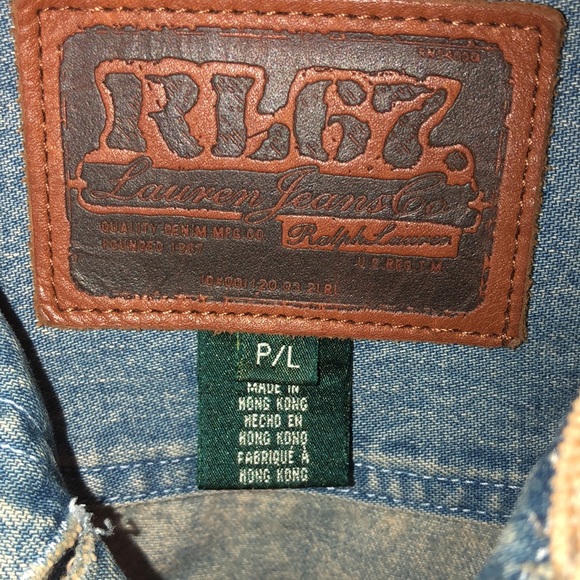 RL67.
Lauren Jeans Co.
QUALITY DENIM MFG. CO.
Ralph Lauren
FOUNDED 1967
U.S. REG. T.M.
P/L
MADE IN
HONG KONG
HECHO EN
HONG KONG
FABRIQUÉ À
HONG KONG